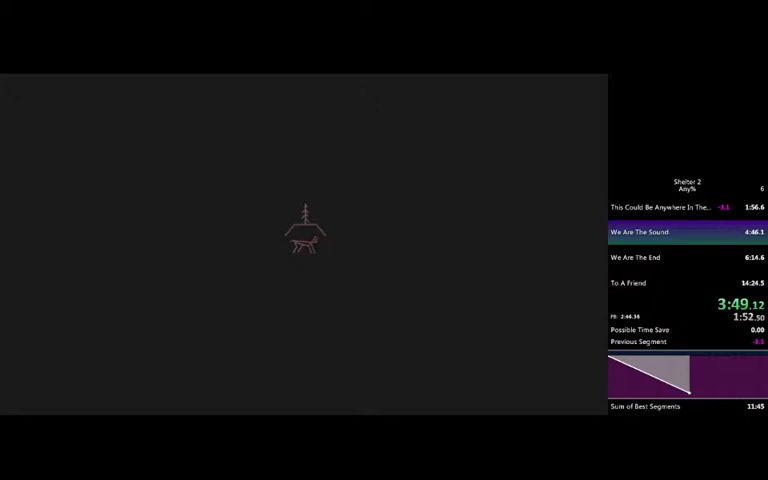 Shelter 2
Any% 6
This Could Be Anywhere In The... -3.1 1:56.6
We Are The Sound 4:46.1
We Are The End 6:14.6
To A Friend 14:24.5
3:49.12
PB: 2:46.36 1:52.50
Possible Time Save 0.00
Previous Segment -3.1
Sum of Best Segments 11:45